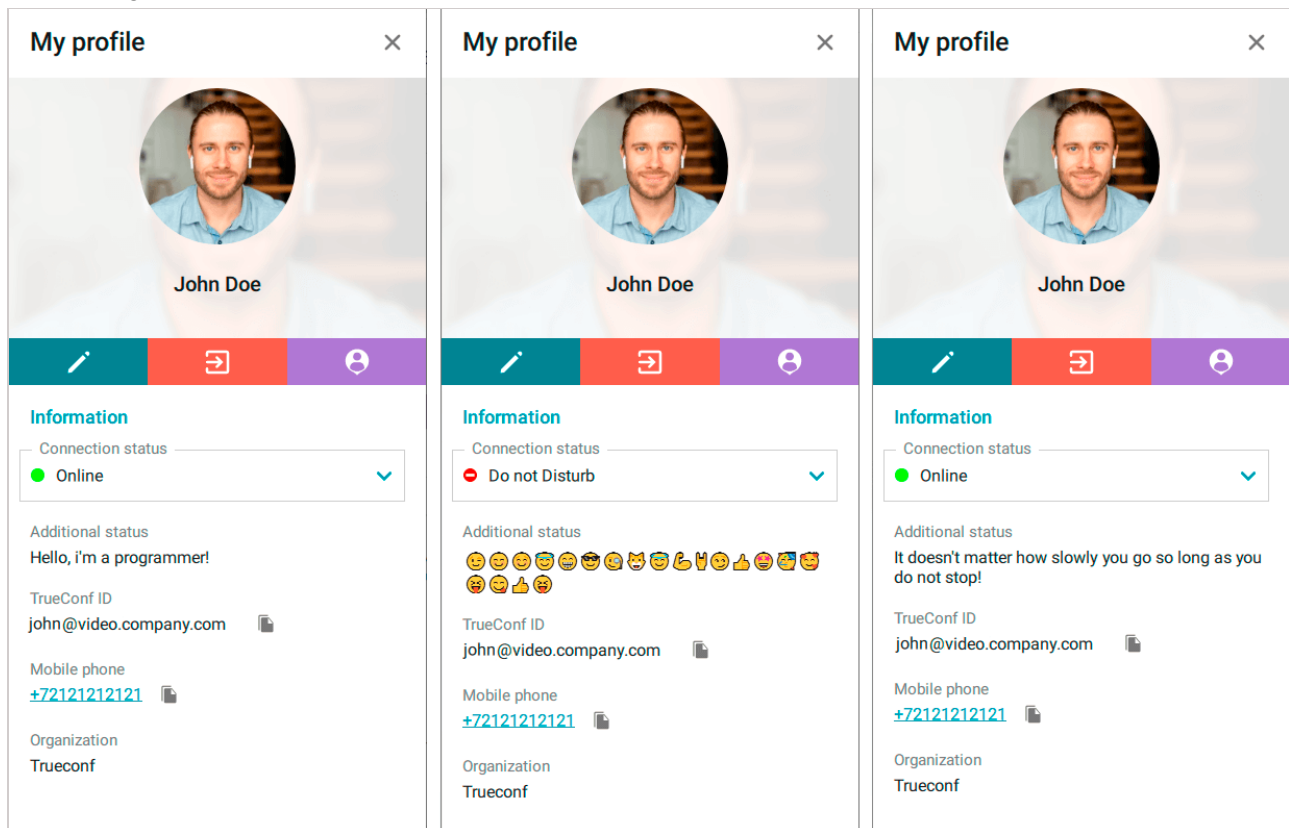 My profile
John Doe
Information
Connection status
Online
Additional status
Hello, i'm a programmer!
TrueConf ID
john@video.company.com
Mobile phone
+72121212121
Organization
Trueconf
My profile
John Doe
Information
Connection status
Do not Disturb
Additional status
TrueConf ID
john@video.company.com
Mobile phone
+72121212121
Organization
Trueconf
My profile
John Doe
Information
Connection status
Online
Additional status
It doesn't matter how slowly you go so long as you
do not stop!
TrueConf ID
john@video.company.com
Mobile phone
+72121212121
Organization
Trueconf